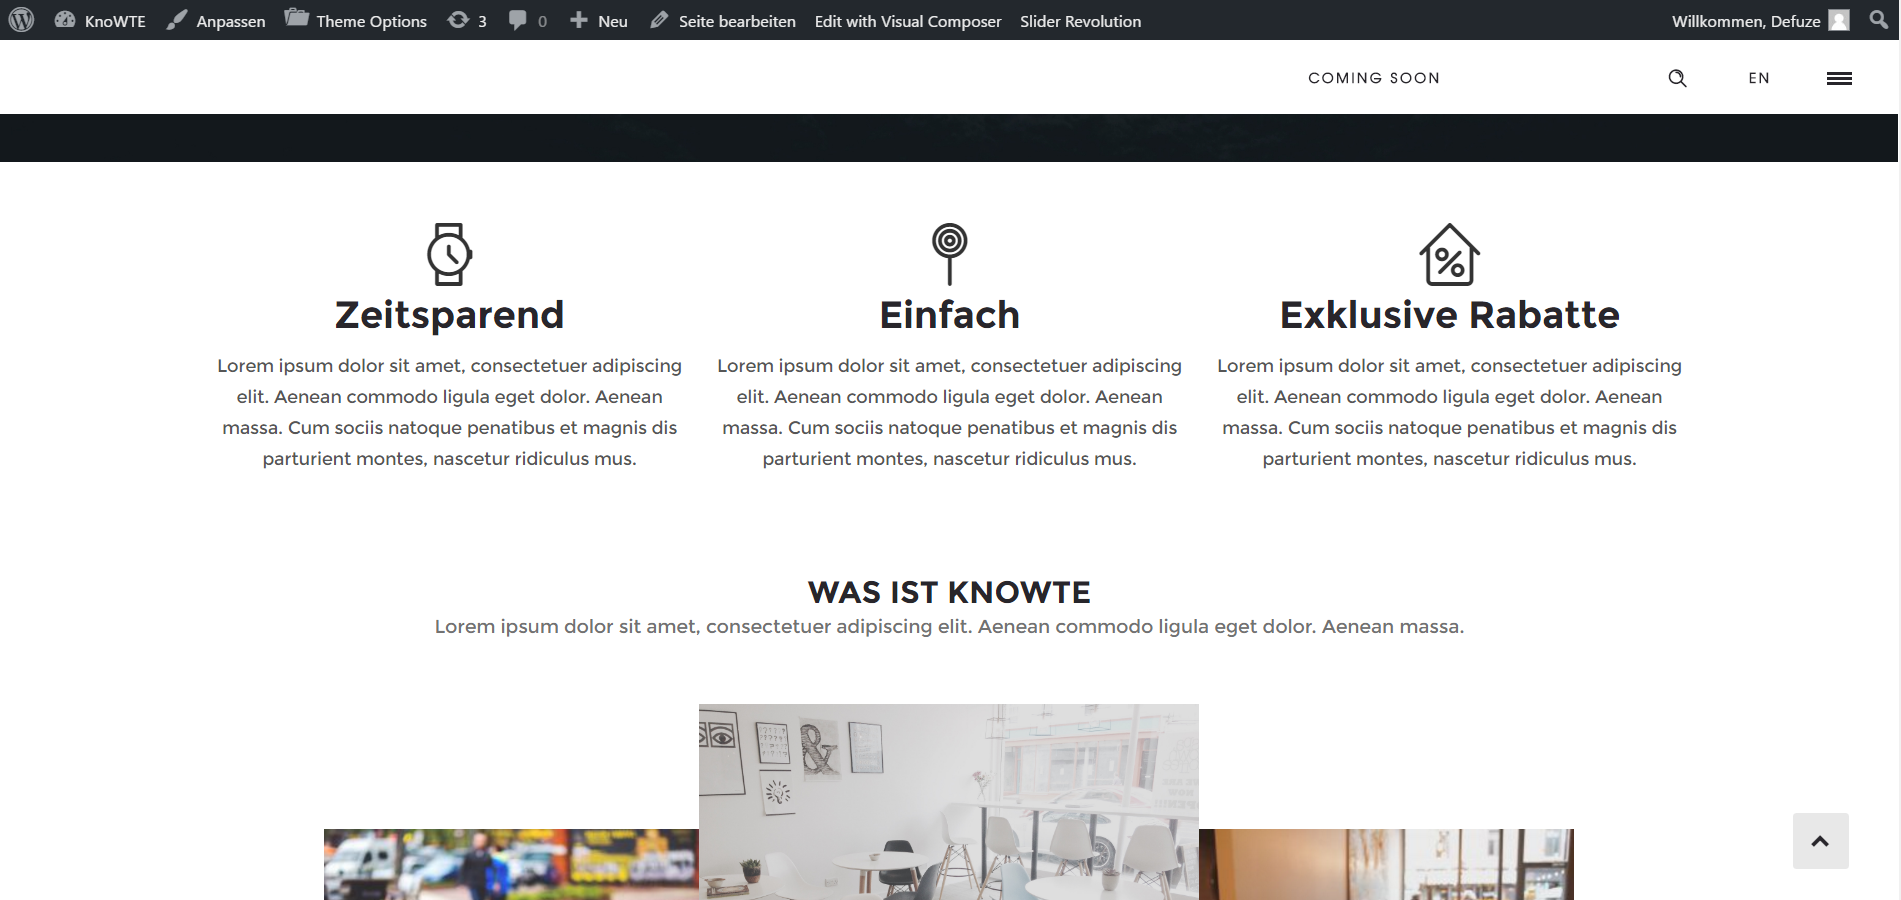 KnoWTE Anpassen Theme Options 3 0 Neu Seite bearbeiten Edit with Visual Composer Slider Revolution Willkommen, Defuze
COMING SOON EN
Zeitsparend
Lorem ipsum dolor sit amet, consectetuer adipiscing
elit. Aenean commodo ligula eget dolor. Aenean
massa. Cum sociis natoque penatibus et magnis dis
parturient montes, nascetur ridiculus mus.
Einfach
Lorem ipsum dolor sit amet, consectetuer adipiscing
elit. Aenean commodo ligula eget dolor. Aenean
massa. Cum sociis natoque penatibus et magnis dis
parturient montes, nascetur ridiculus mus.
Exklusive Rabatte
Lorem ipsum dolor sit amet, consectetuer adipiscing
elit. Aenean commodo ligula eget dolor. Aenean
massa. Cum sociis natoque penatibus et magnis dis
parturient montes, nascetur ridiculus mus.
WAS IST KNOWTE
Lorem ipsum dolor sit amet, consectetuer adipiscing elit. Aenean commodo ligula eget dolor. Aenean massa.
&